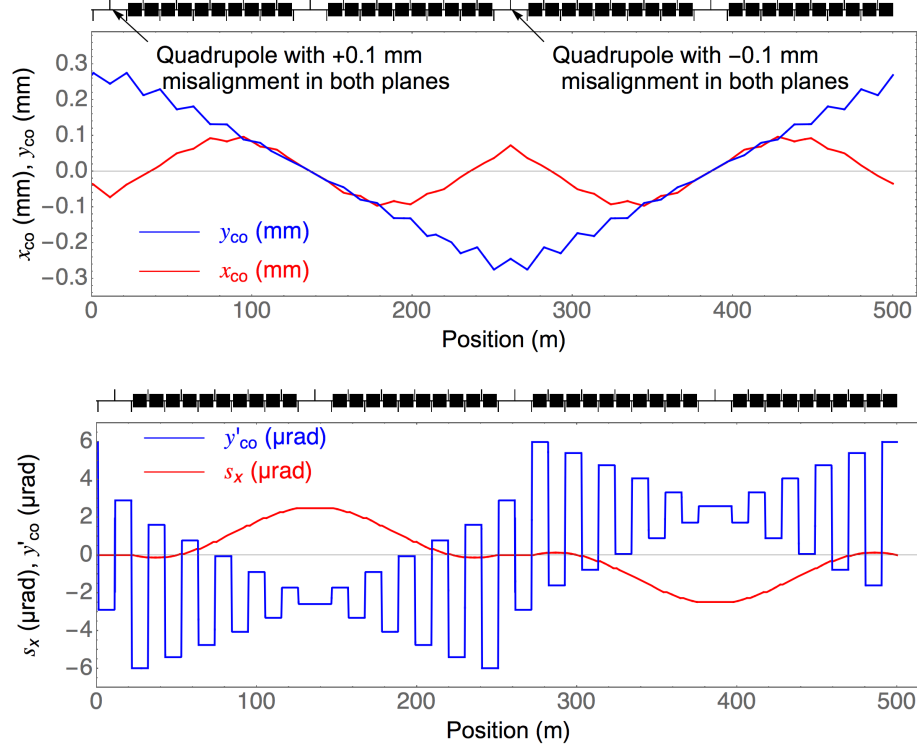 Quadrupole with +0.1 mm
misalignment in both planes
Quadrupole with −0.1 mm
misalignment in both planes
x_co (mm), y_co (mm)
0.3
0.2
0.1
0.0
−0.1
−0.2
−0.3
y_co (mm)
x_co (mm)
0 100 200 300 400 500
Position (m)
s_x (μrad), y'_co (μrad)
6
4
2
0
−2
−4
−6
y'_co (μrad)
s_x (μrad)
0 100 200 300 400 500
Position (m)